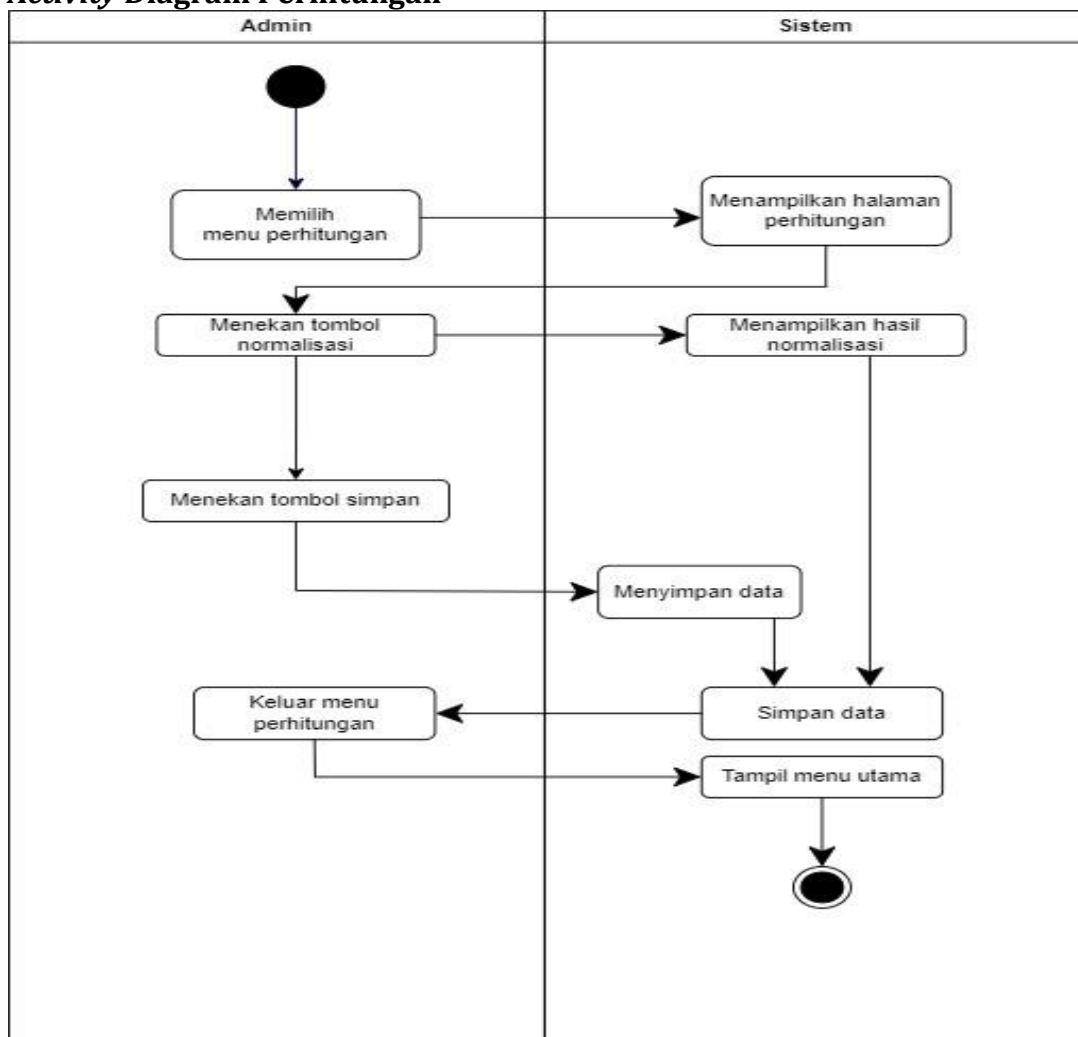 Activity Diagram Perhitungan
Admin
Sistem
Memilih
menu perhitungan
Menampilkan halaman
perhitungan
Menekan tombol
normalisasi
Menampilkan hasil
normalisasi
Menekan tombol simpan
Menyimpan data
Keluar menu
perhitungan
Simpan data
Tampil menu utama